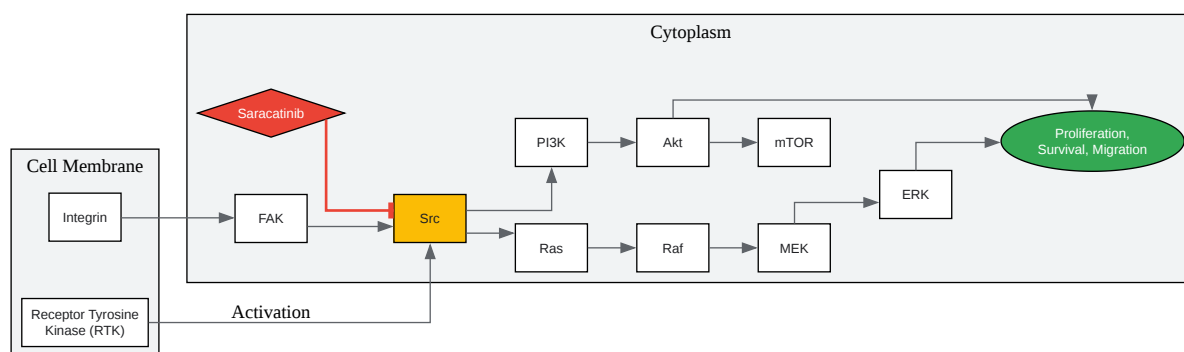 Cytoplasm
Saracatinib
PI3K
Akt
mTOR
Proliferation,
Survival, Migration
Cell Membrane
Integrin
FAK
Src
Ras
Raf
MEK
ERK
Receptor Tyrosine
Kinase (RTK)
Activation